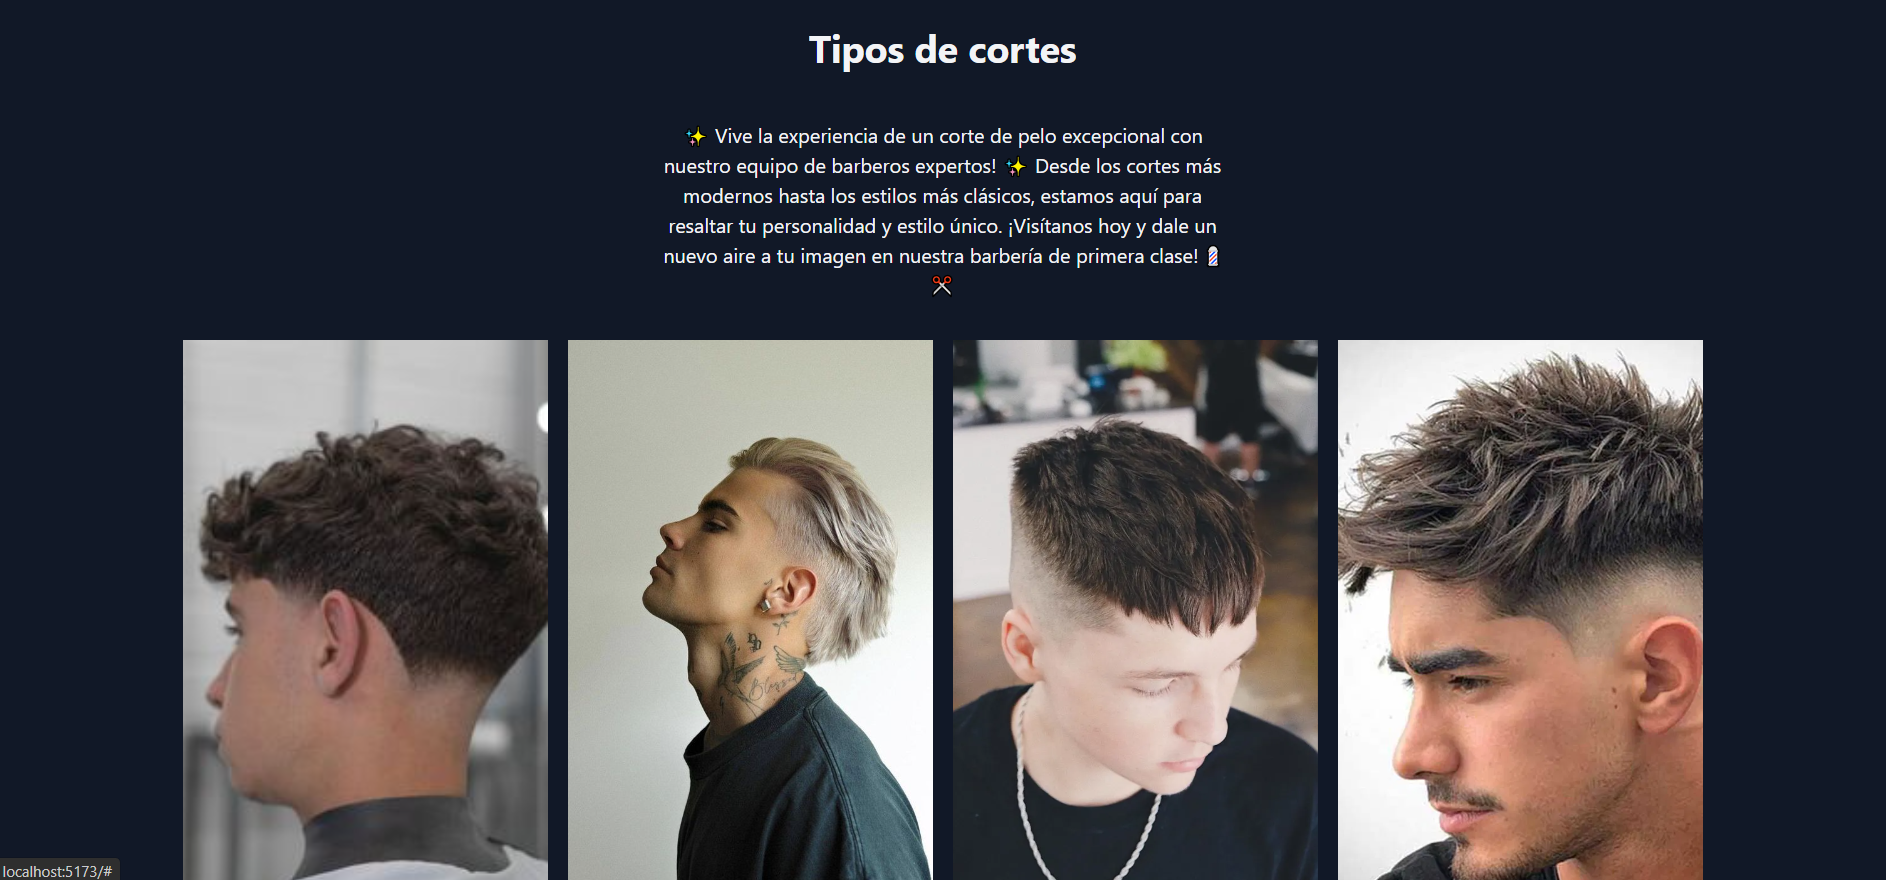 Tipos de cortes
✨ Vive la experiencia de un corte de pelo excepcional con
nuestro equipo de barberos expertos! ✨ Desde los cortes más
modernos hasta los estilos más clásicos, estamos aquí para
resaltar tu personalidad y estilo único. ¡Visítanos hoy y dale un
nuevo aire a tu imagen en nuestra barbería de primera clase! 💈
✂️
Blessed
localhost:5173/#